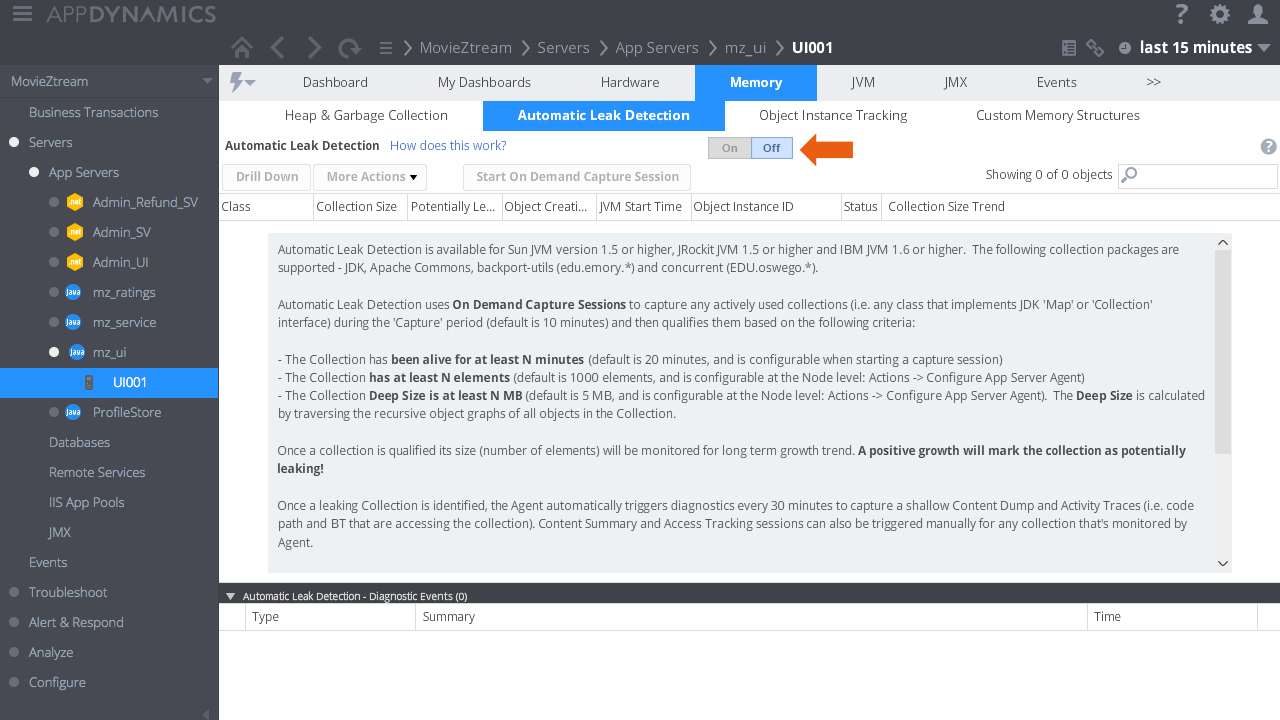 APPDYNAMICS
MovieZtream Servers App Servers mz_ui UI001 last 15 minutes
MovieZtream
Business Transactions
Servers
App Servers
.net Admin_Refund_SV
.net Admin_SV
.net Admin_UI
Java mz_ratings
Java mz_service
Java mz_ui
UI001
Java ProfileStore
Databases
Remote Services
IIS App Pools
JMX
Events
Troubleshoot
Alert & Respond
Analyze
Configure
Dashboard My Dashboards Hardware Memory JVM JMX Events >>
Heap & Garbage Collection Automatic Leak Detection Object Instance Tracking Custom Memory Structures
Automatic Leak Detection How does this work? On Off
Drill Down More Actions Start On Demand Capture Session Showing 0 of 0 objects
Class Collection Size Potentially Le... Object Creati... JVM Start Time Object Instance ID Status Collection Size Trend
Automatic Leak Detection is available for Sun JVM version 1.5 or higher, JRockit JVM 1.5 or higher and IBM JVM 1.6 or higher. The following collection packages are
supported - JDK, Apache Commons, backport-utils (edu.emory.*) and concurrent (EDU.oswego.*).
Automatic Leak Detection uses On Demand Capture Sessions to capture any actively used collections (i.e. any class that implements JDK 'Map' or 'Collection'
interface) during the 'Capture' period (default is 10 minutes) and then qualifies them based on the following criteria:
- The Collection has been alive for at least N minutes (default is 20 minutes, and is configurable when starting a capture session)
- The Collection has at least N elements (default is 1000 elements, and is configurable at the Node level: Actions -> Configure App Server Agent)
- The Collection Deep Size is at least N MB (default is 5 MB, and is configurable at the Node level: Actions -> Configure App Server Agent). The Deep Size is calculated
by traversing the recursive object graphs of all objects in the Collection.
Once a collection is qualified its size (number of elements) will be monitored for long term growth trend. A positive growth will mark the collection as potentially
leaking!
Once a leaking Collection is identified, the Agent automatically triggers diagnostics every 30 minutes to capture a shallow Content Dump and Activity Traces (i.e. code
path and BT that are accessing the collection). Content Summary and Access Tracking sessions can also be triggered manually for any collection that's monitored by
Agent.
Automatic Leak Detection - Diagnostic Events (0)
Type Summary Time